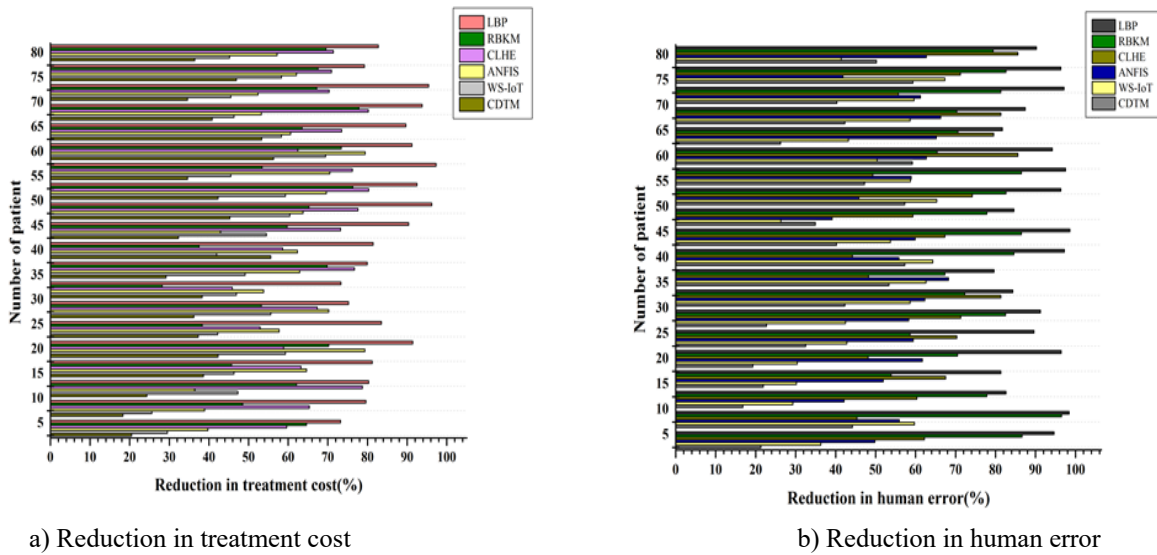 LBP
RBKM
CLHE
ANFIS
WS-IoT
CDTM
Number of patient
80
75
70
65
60
55
50
45
40
35
30
25
20
15
10
5
0 10 20 30 40 50 60 70 80 90 100
Reduction in treatment cost(%)
a) Reduction in treatment cost
LBP
RBKM
CLHE
ANFIS
WS-IoT
CDTM
Number of patient
80
75
70
65
60
55
50
45
40
35
30
25
20
15
10
5
0 10 20 30 40 50 60 70 80 90 100
Reduction in human error(%)
b) Reduction in human error